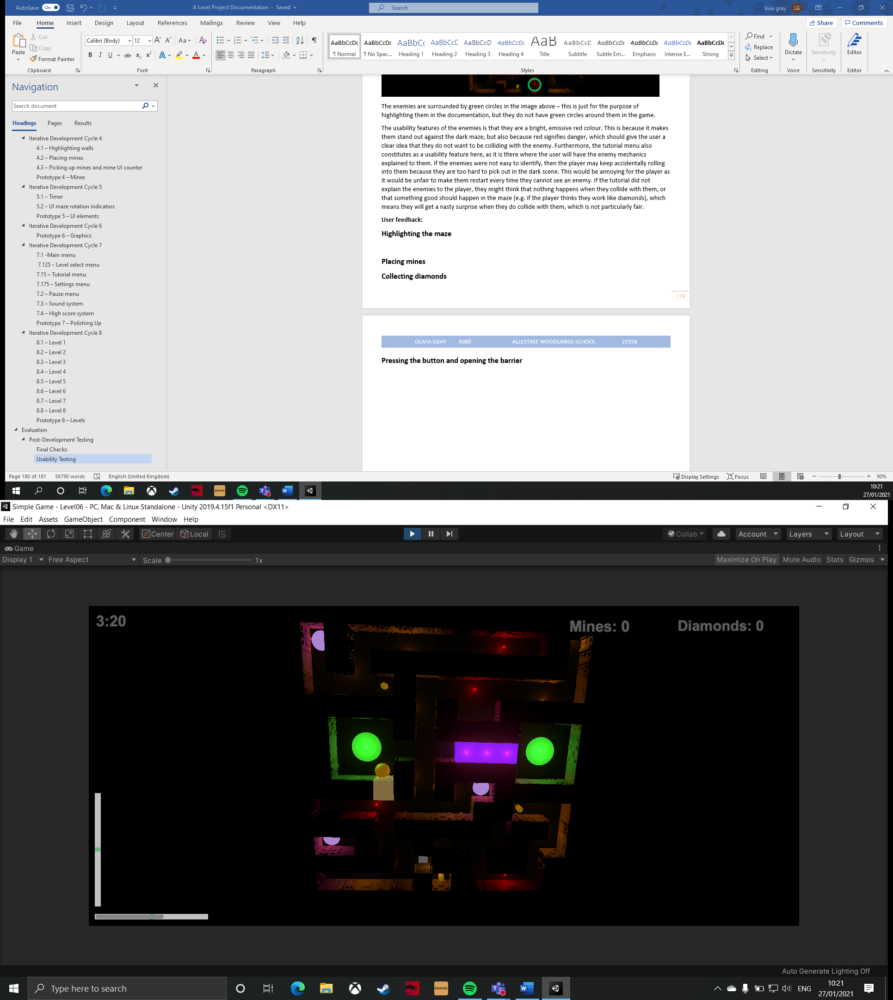 AutoSave On A Level Project Documentation - Saved Search livie gray LG
File Home Insert Design Layout References Mailings Review View Help Share Comments
Paste Cut Copy Format Painter
Calibri (Body) 12
AaBbCcDc AaBbCcDc AaBbC AaBbCcD AaBbCcD AaBbCcDc AaB AaBbCcD AaBbCcDc AaBbCcDc AaBbCcDc AaBbCcDc
¶ Normal ¶ No Spac... Heading 1 Heading 2 Heading 3 Heading 4 Title Subtitle Subtle Em... Emphasis Intense E... Strong
Find Replace Select Dictate Sensitivity Editor
Clipboard Font Paragraph Styles Editing Voice Sensitivity Editor
Navigation
Search document
Headings Pages Results
Iterative Development Cycle 4
4.1 – Highlighting walls
4.2 – Placing mines
4.3 – Picking up mines and mine UI counter
Prototype 4 – Mines
Iterative Development Cycle 5
5.1 – Timer
5.2 – UI maze rotation indicators
Prototype 5 – UI elements
Iterative Development Cycle 6
Prototype 6 – Graphics
Iterative Development Cycle 7
7.1 -Main menu
7.125 – Level select menu
7.15 – Tutorial menu
7.175 – Settings menu
7.2 – Pause menu
7.3 – Sound system
7.4 – High score system
Prototype 7 – Polishing Up
Iterative Development Cycle 8
8.1 – Level 1
8.2 – Level 2
8.3 – Level 3
8.4 – Level 4
8.5 – Level 5
8.6 – Level 6
8.7 – Level 7
8.8 – Level 8
Prototype 8 – Levels
Evaluation
Post-Development Testing
Final Checks
Usability Testing
The enemies are surrounded by green circles in the image above – this is just for the purpose of
highlighting them in the documentation, but they do not have green circles around them in the game.
The usability features of the enemies is that they are a bright, emissive red colour. This is because it makes
them stand out against the dark maze, but also because red signifies danger, which should give the user a
clear idea that they do not want to be colliding with the enemy. Furthermore, the tutorial menu also
constitutes as a usability feature here, as it is there where the user will have the enemy mechanics
explained to them. If the enemies were not easy to identify, then the player may keep accidentally rolling
into them because they are too hard to pick out in the dark scene. This would be annoying for the player as
it would be unfair to make them restart every time they cannot see an enemy. If the tutorial did not
explain the enemies to the player, they might think that nothing happens when they collide with them, or
that something good should happen in the maze (e.g. if the player thinks they work like diamonds), which
means they will get a nasty surprise when they do collide with them, which is not particularly fair.
User feedback:
Highlighting the maze
Placing mines
Collecting diamonds
179
OLIVIA GRAY 9080 ALLESTREE WOODLANDS SCHOOL 23358
Pressing the button and opening the barrier
Page 180 of 181 56790 words English (United Kingdom) Display Settings Focus 90%
SONOS
10:21
27/01/2021
Simple Game - Level06 - PC, Mac & Linux Standalone - Unity 2019.4.15f1 Personal <DX11>
File Edit Assets GameObject Component Window Help
Center Local Collab Account Layers Layout
Game
Display 1 Free Aspect Scale 1x Maximize On Play Mute Audio Stats Gizmos
3:20 Mines: 0 Diamonds: 0
Auto Generate Lighting Off
Type here to search SONOS ENG 10:21
27/01/2021